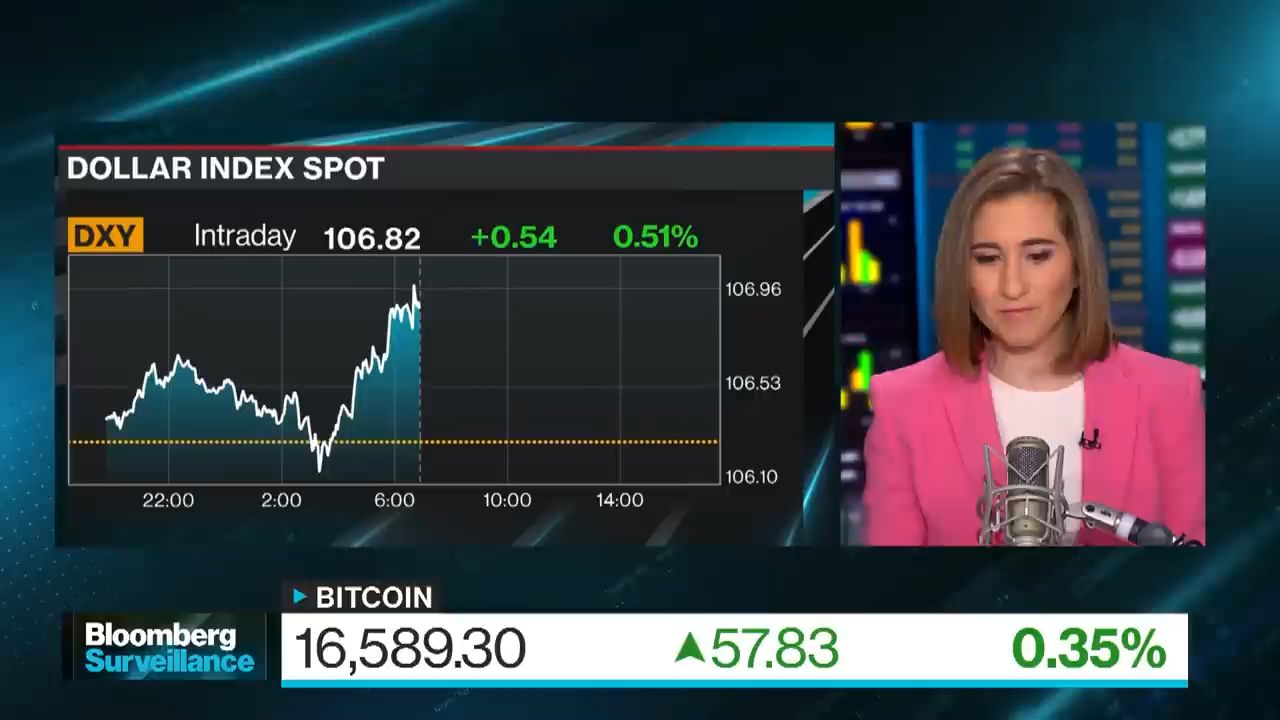 DOLLAR INDEX SPOT
DXY Intraday 106.82 +0.54 0.51%
106.96
106.53
106.10
22:00 2:00 6:00 10:00 14:00
BITCOIN
Bloomberg
Surveillance
16,589.30 ▲57.83 0.35%